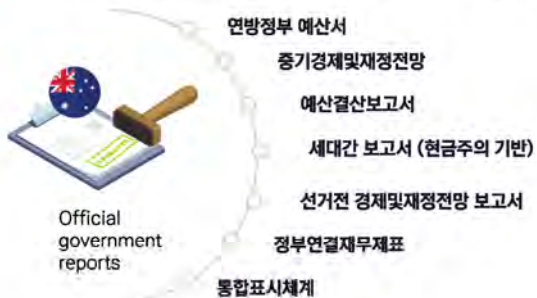 연방정부 예산서
중기경제및재정전망
예산결산보고서
세대간 보고서 (현금주의 기반)
선거전 경제및재정전망 보고서
정부연결재무제표
통합표시체계
Official
government
reports